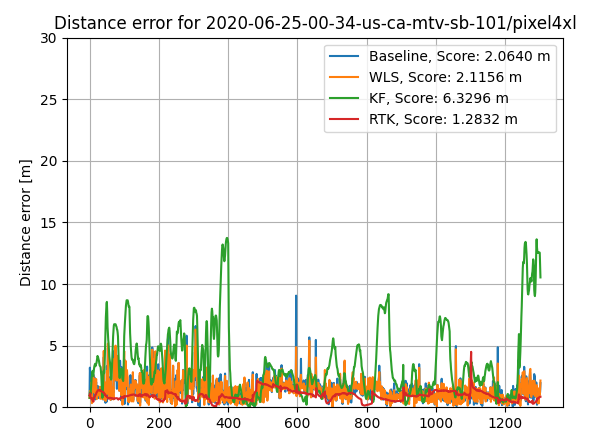 Distance error for 2020-06-25-00-34-us-ca-mtv-sb-101/pixel4xl
Distance error [m]
30
25
20
15
10
5
0
Baseline, Score: 2.0640 m
WLS, Score: 2.1156 m
KF, Score: 6.3296 m
RTK, Score: 1.2832 m
0 200 400 600 800 1000 1200